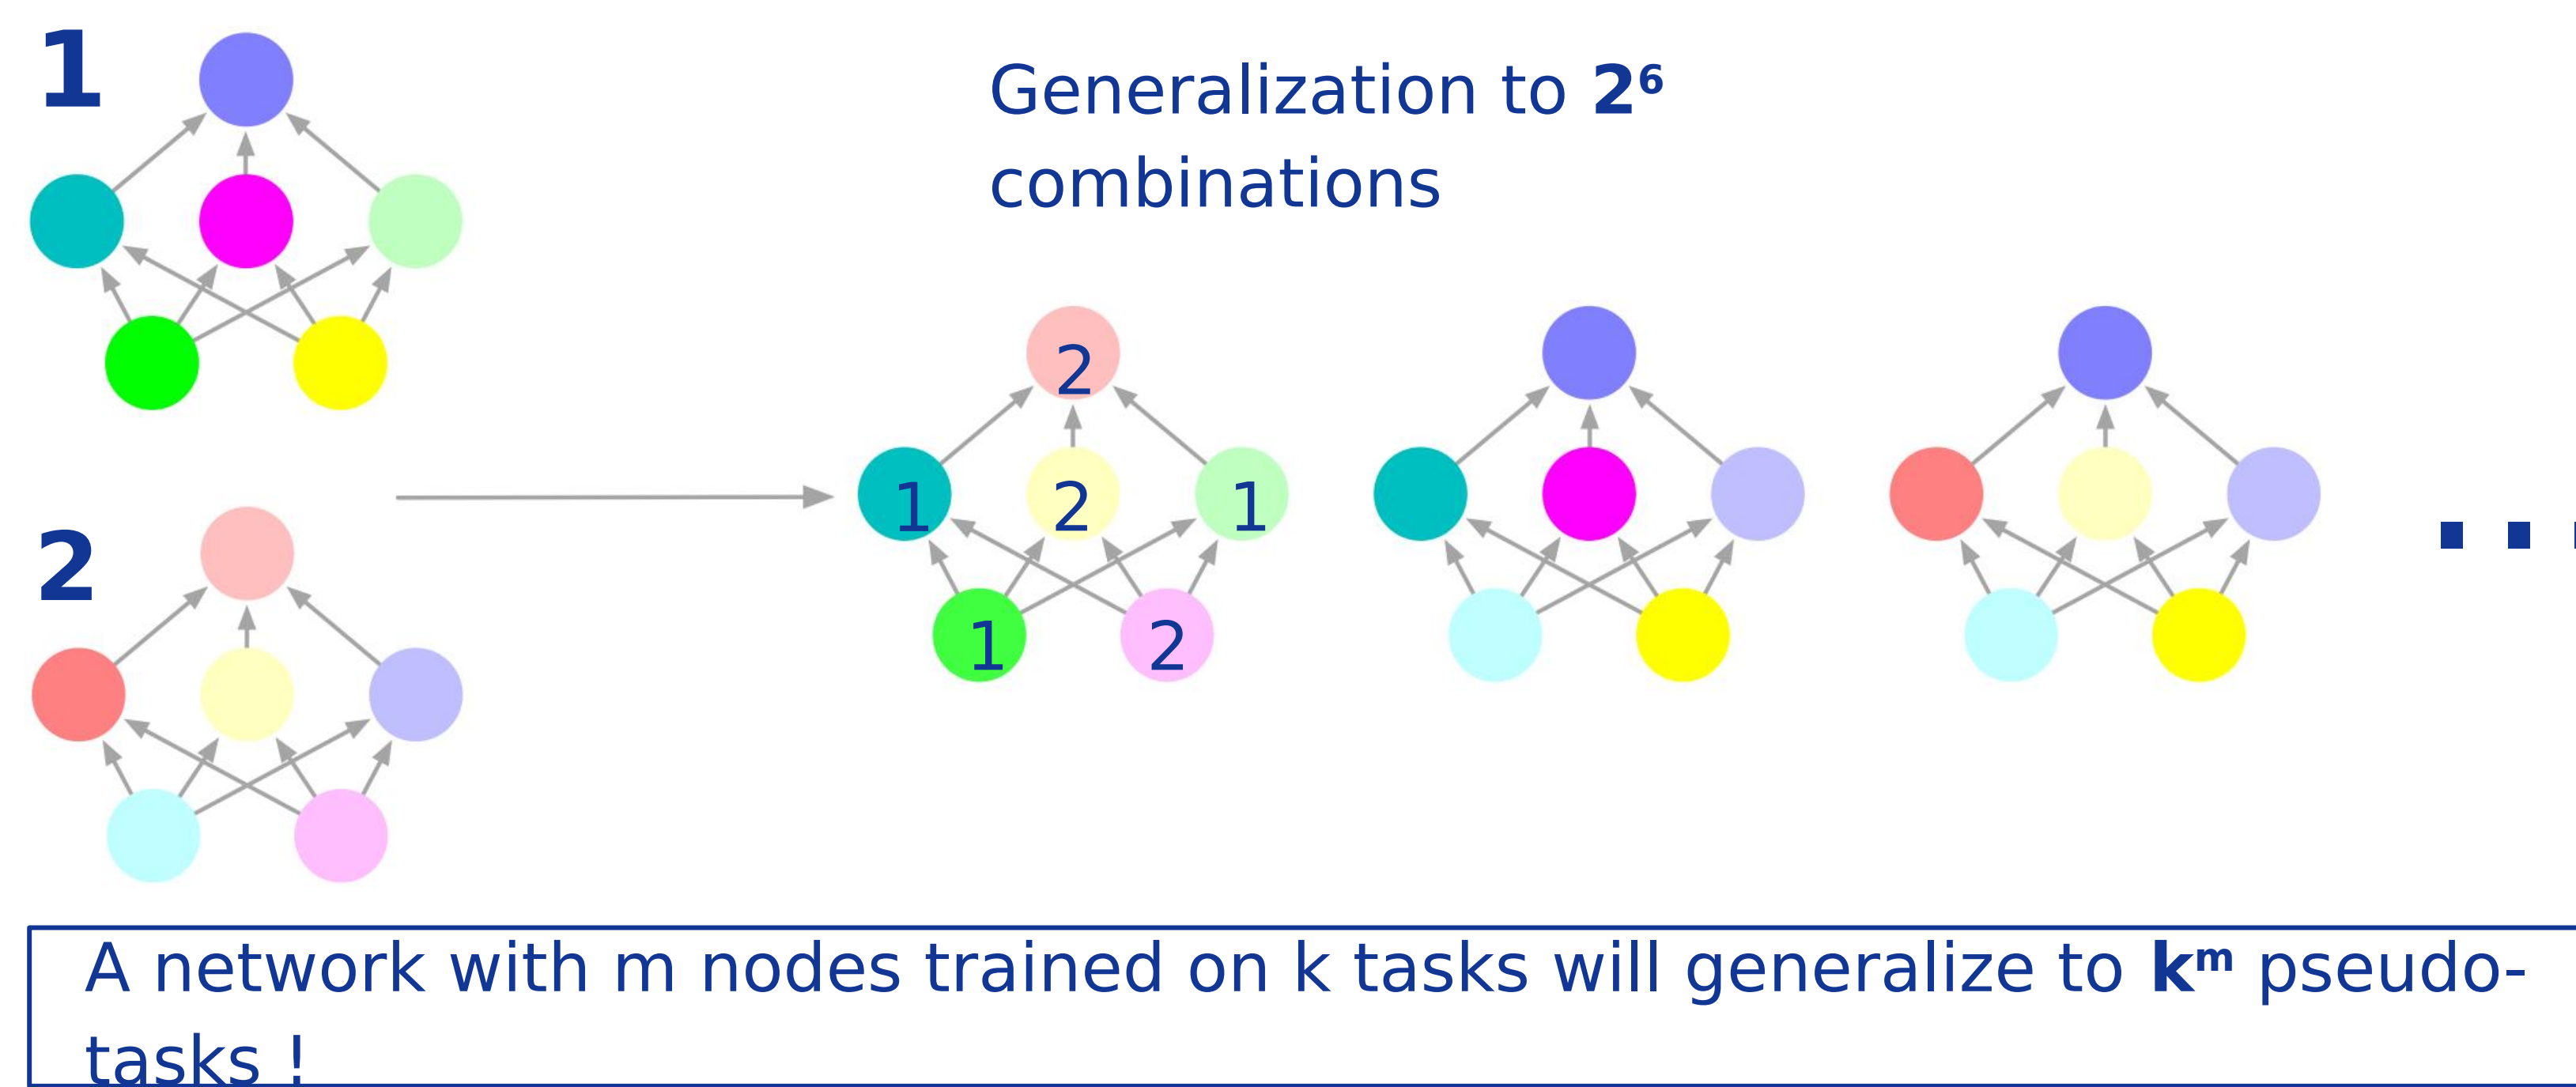 1
Generalization to 2⁶
combinations
2
2
1 2 1
1 2
...
A network with m nodes trained on k tasks will generalize to kᵐ pseudo-
tasks !